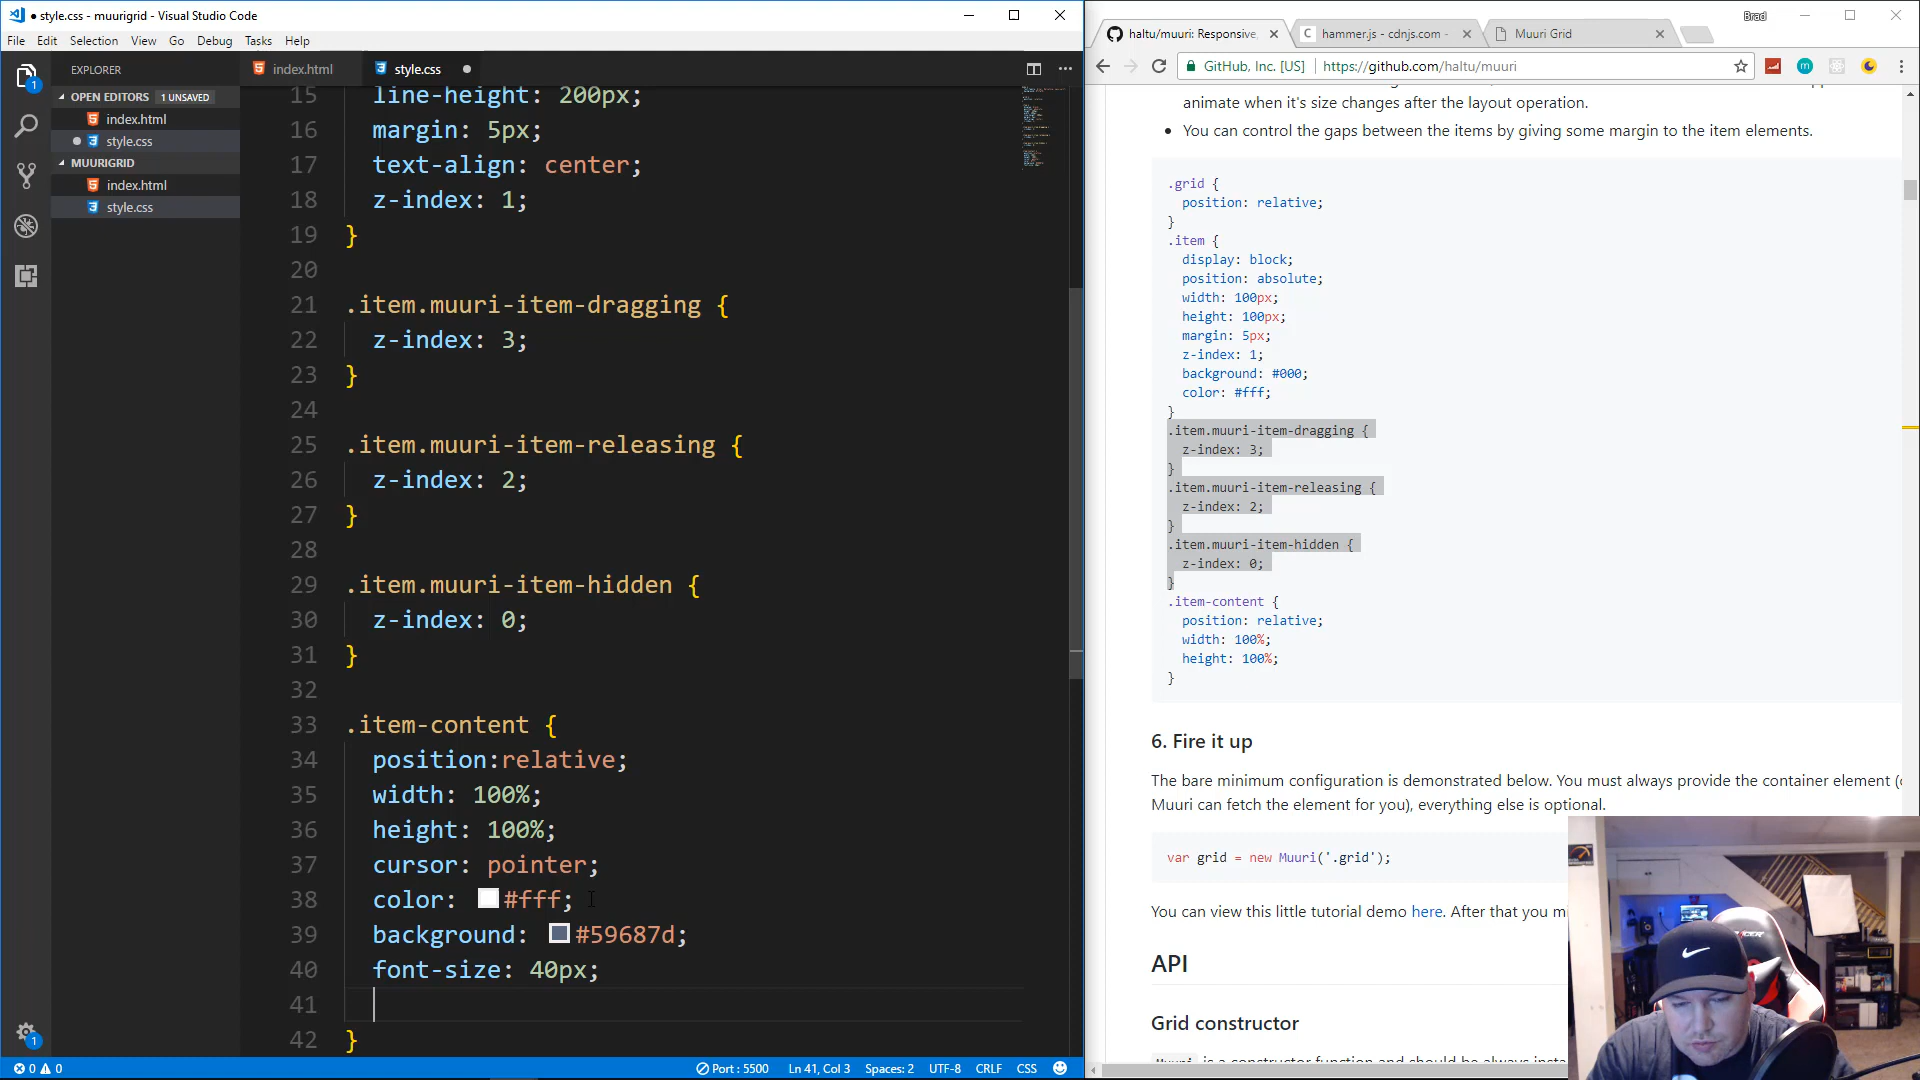 ● style.css - muurigrid - Visual Studio Code
File Edit Selection View Go Debug Tasks Help
EXPLORER
OPEN EDITORS 1 UNSAVED
index.html
style.css
MUURIGRID
index.html
style.css
1
1
index.html
style.css
15 line-height: 200px;
16 margin: 5px;
17 text-align: center;
18 z-index: 1;
19 }
20
21 .item.muuri-item-dragging {
22 z-index: 3;
23 }
24
25 .item.muuri-item-releasing {
26 z-index: 2;
27 }
28
29 .item.muuri-item-hidden {
30 z-index: 0;
31 }
32
33 .item-content {
34 position:relative;
35 width: 100%;
36 height: 100%;
37 cursor: pointer;
38 color: #fff;
39 background: #59687d;
40 font-size: 40px;
41
42 }
0 0 Port : 5500 Ln 41, Col 3 Spaces: 2 UTF-8 CRLF CSS
Brad
haltu/muuri: Responsive,
hammer.js - cdnjs.com -
Muuri Grid
GitHub, Inc. [US] https://github.com/haltu/muuri
animate when it's size changes after the layout operation.
• You can control the gaps between the items by giving some margin to the item elements.
.grid {
position: relative;
}
.item {
display: block;
position: absolute;
width: 100px;
height: 100px;
margin: 5px;
z-index: 1;
background: #000;
color: #fff;
}
.item.muuri-item-dragging {
z-index: 3;
}
.item.muuri-item-releasing {
z-index: 2;
}
.item.muuri-item-hidden {
z-index: 0;
}
.item-content {
position: relative;
width: 100%;
height: 100%;
}
6. Fire it up
The bare minimum configuration is demonstrated below. You must always provide the container element (
Muuri can fetch the element for you), everything else is optional.
var grid = new Muuri('.grid');
You can view this little tutorial demo here. After that you m
API
Grid constructor
is a constructor function and should be always insta